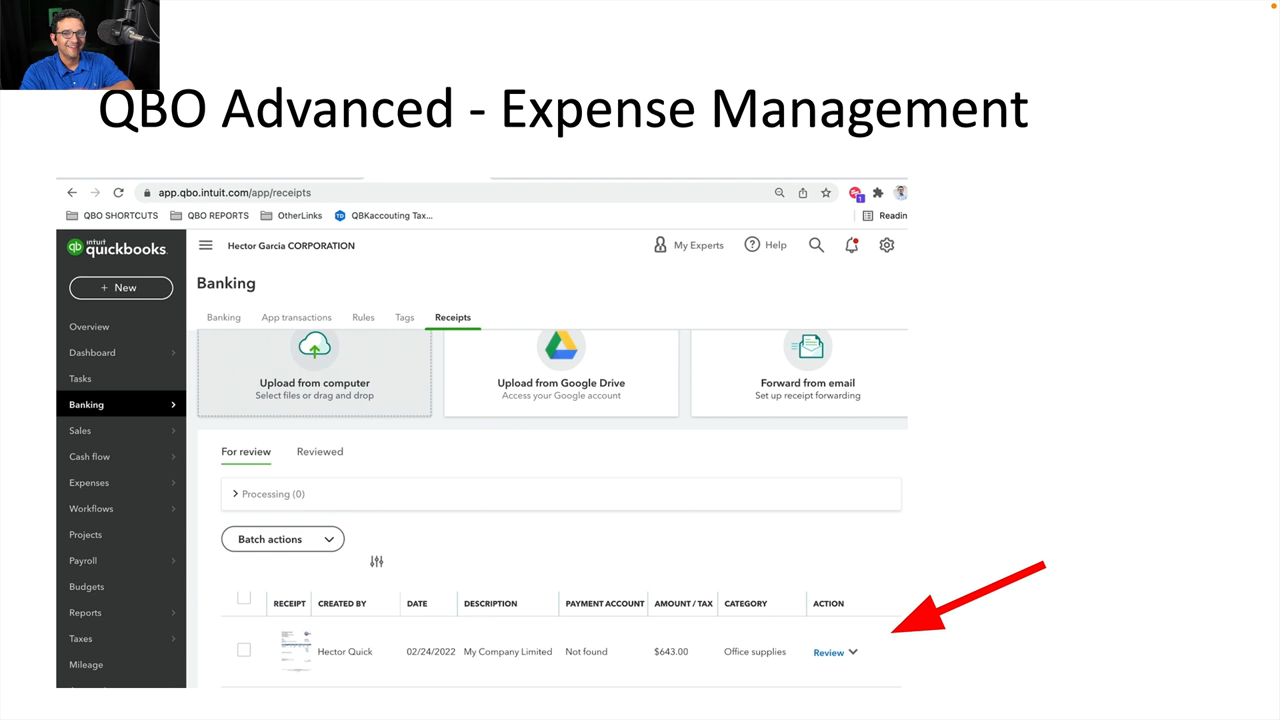 QBO Advanced - Expense Management
app.qbo.intuit.com/app/receipts
1
QBO SHORTCUTS QBO REPORTS OtherLinks TD QBKaccouting Tax... Readin
qb intuit quickbooks.
Hector Garcia CORPORATION My Experts ? Help
+ New
Banking
Banking App transactions Rules Tags Receipts
Overview
Dashboard
Tasks
Banking
Sales
Cash flow
Expenses
Workflows
Projects
Payroll
Budgets
Reports
Taxes
Mileage
Upload from computer
Select files or drag and drop
Upload from Google Drive
Access your Google account
Forward from email
Set up receipt forwarding
For review Reviewed
Processing (0)
Batch actions
RECEIPT CREATED BY DATE DESCRIPTION PAYMENT ACCOUNT AMOUNT / TAX CATEGORY ACTION
Hector Quick 02/24/2022 My Company Limited Not found $643.00 Office supplies Review